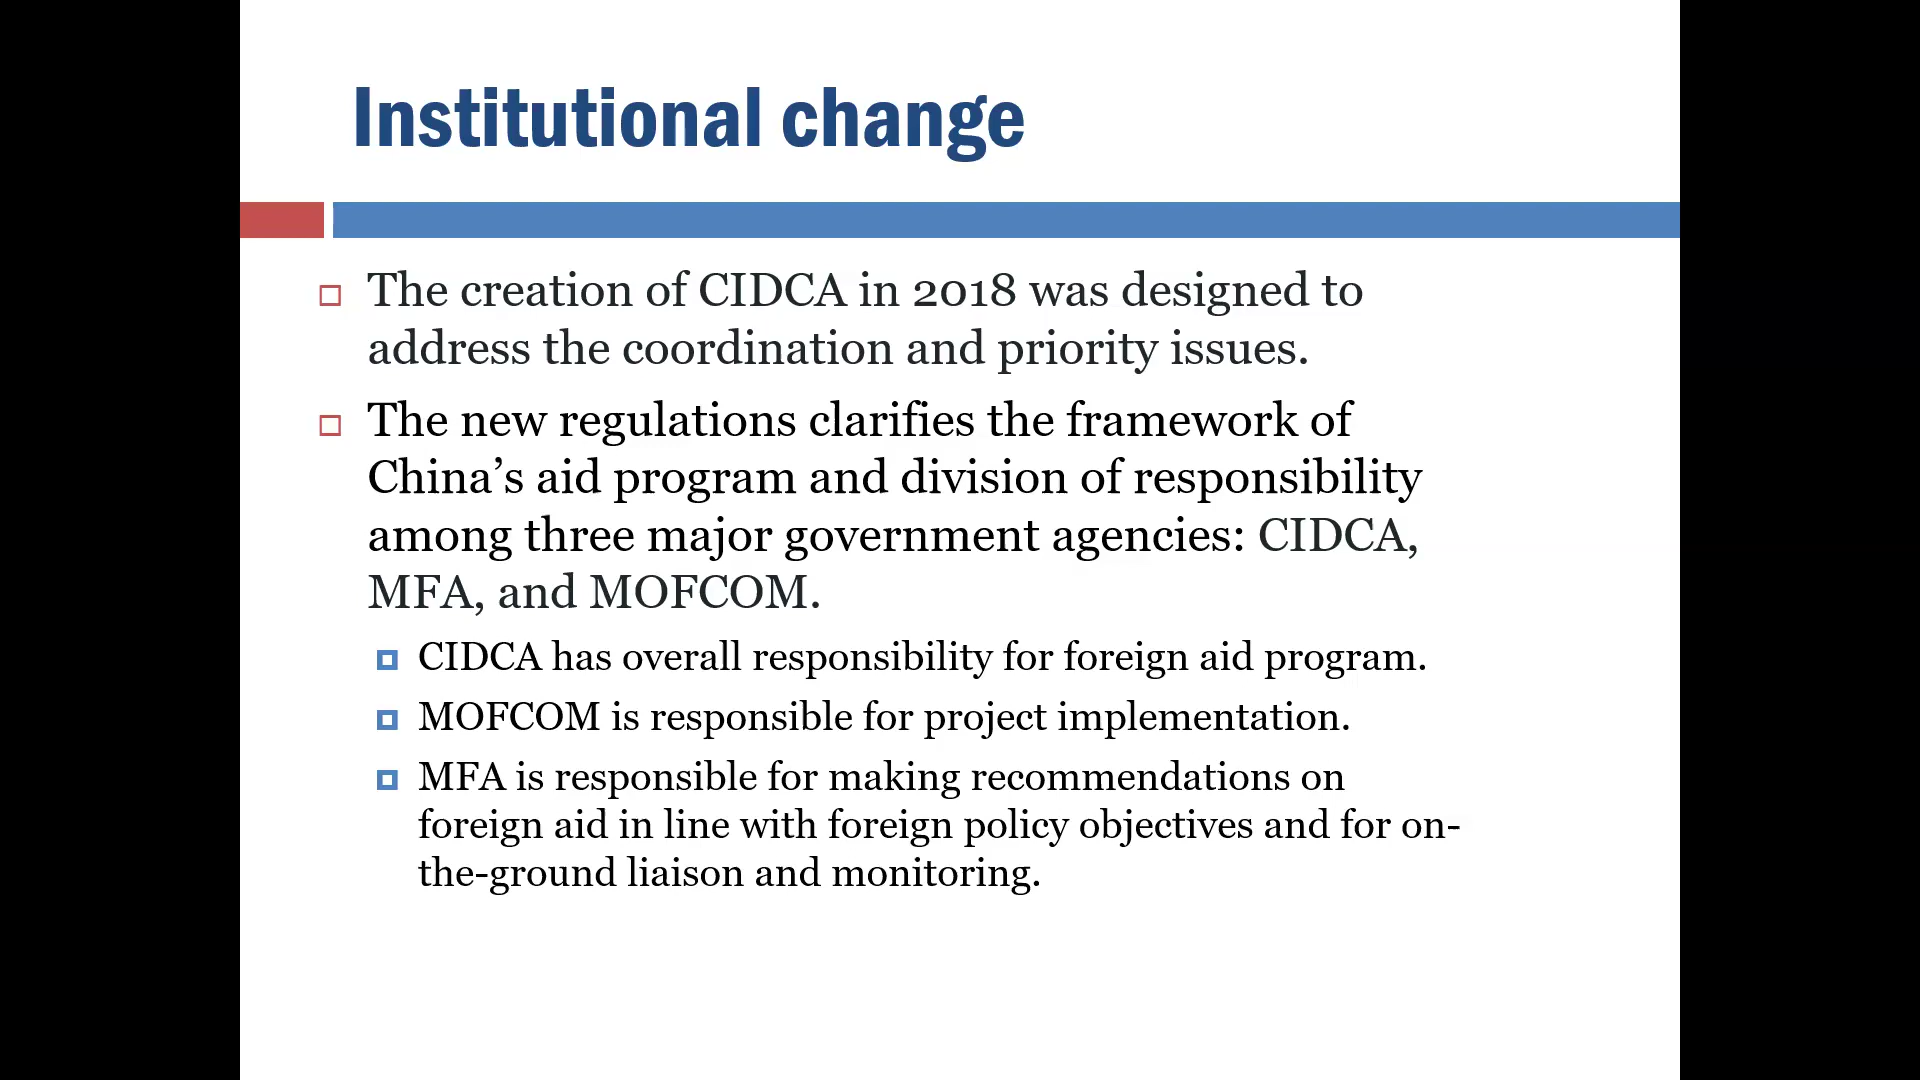 Institutional change
The creation of CIDCA in 2018 was designed to
address the coordination and priority issues.
The new regulations clarifies the framework of
China’s aid program and division of responsibility
among three major government agencies: CIDCA,
MFA, and MOFCOM.
CIDCA has overall responsibility for foreign aid program.
MOFCOM is responsible for project implementation.
MFA is responsible for making recommendations on
foreign aid in line with foreign policy objectives and for on-
the-ground liaison and monitoring.